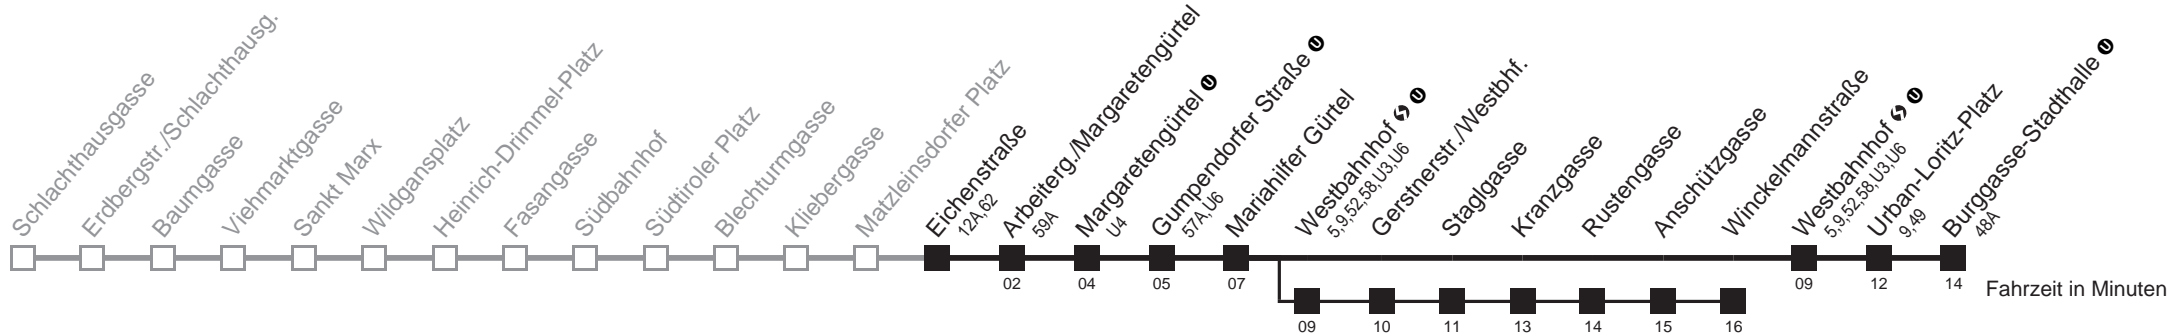 Schlachthausgasse
Erdbergstr./Schlachthausg.
Baumgasse
Viehmarktgasse
Sankt Marx
Wildgansplatz
Heinrich-Drimmel-Platz
Fasangasse
Südbahnhof
Südtiroler Platz
Blechturmgasse
Kliebergasse
Matzleinsdorfer Platz
Eichenstraße
12A,62
Arbeiterg./Margaretengürtel
59A
Margaretengürtel U
U4
Gumpendorfer Straße U
57A,U6
Mariahilfer Gürtel
Westbahnhof U
5,9,52,58,U3,U6
Gerstnerstr./Westbhf.
Staglgasse
Kranzgasse
Rustengasse
Anschützgasse
Winckelmannstraße
Westbahnhof U
5,9,52,58,U3,U6
Urban-Loritz-Platz
9,49
Burggasse-Stadthalle U
48A
02 04 05 07 09 12 14
Fahrzeit in Minuten
09 10 11 13 14 15 16